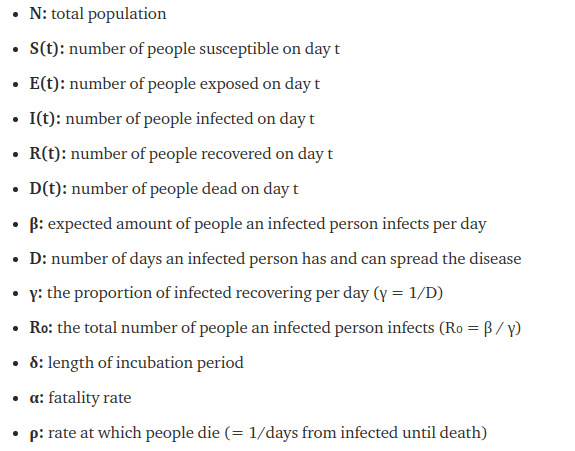 • N: total population
• S(t): number of people susceptible on day t
• E(t): number of people exposed on day t
• I(t): number of people infected on day t
• R(t): number of people recovered on day t
• D(t): number of people dead on day t
• β: expected amount of people an infected person infects per day
• D: number of days an infected person has and can spread the disease
• γ: the proportion of infected recovering per day (γ = 1/D)
• R₀: the total number of people an infected person infects (R₀ = β / γ)
• δ: length of incubation period
• α: fatality rate
• ρ: rate at which people die (= 1/days from infected until death)